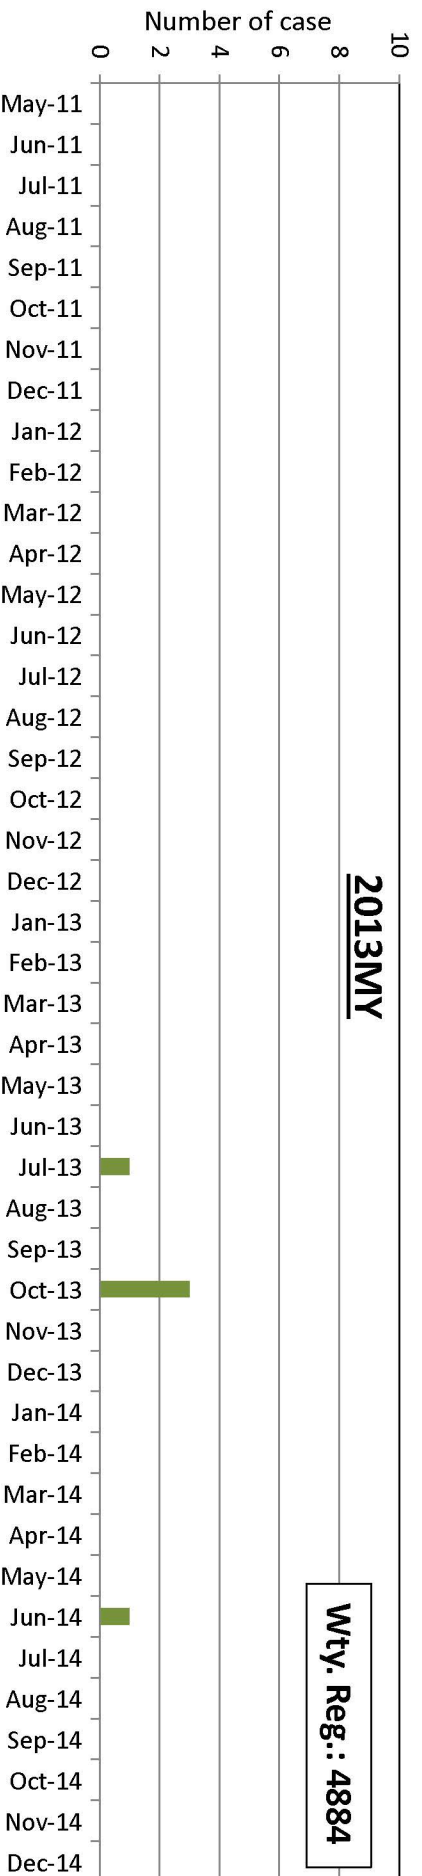 Number of case
0
2
4
6
8
10
May-11
Jun-11
Jul-11
Aug-11
Sep-11
Oct-11
Nov-11
Dec-11
Jan-12
Feb-12
Mar-12
Apr-12
May-12
Jun-12
Jul-12
Aug-12
Sep-12
Oct-12
Nov-12
Dec-12
Jan-13
Feb-13
Mar-13
Apr-13
May-13
Jun-13
Jul-13
Aug-13
Sep-13
Oct-13
Nov-13
Dec-13
Jan-14
Feb-14
Mar-14
Apr-14
May-14
Jun-14
Jul-14
Aug-14
Sep-14
Oct-14
Nov-14
Dec-14
2013MY
Wty. Reg.: 4884